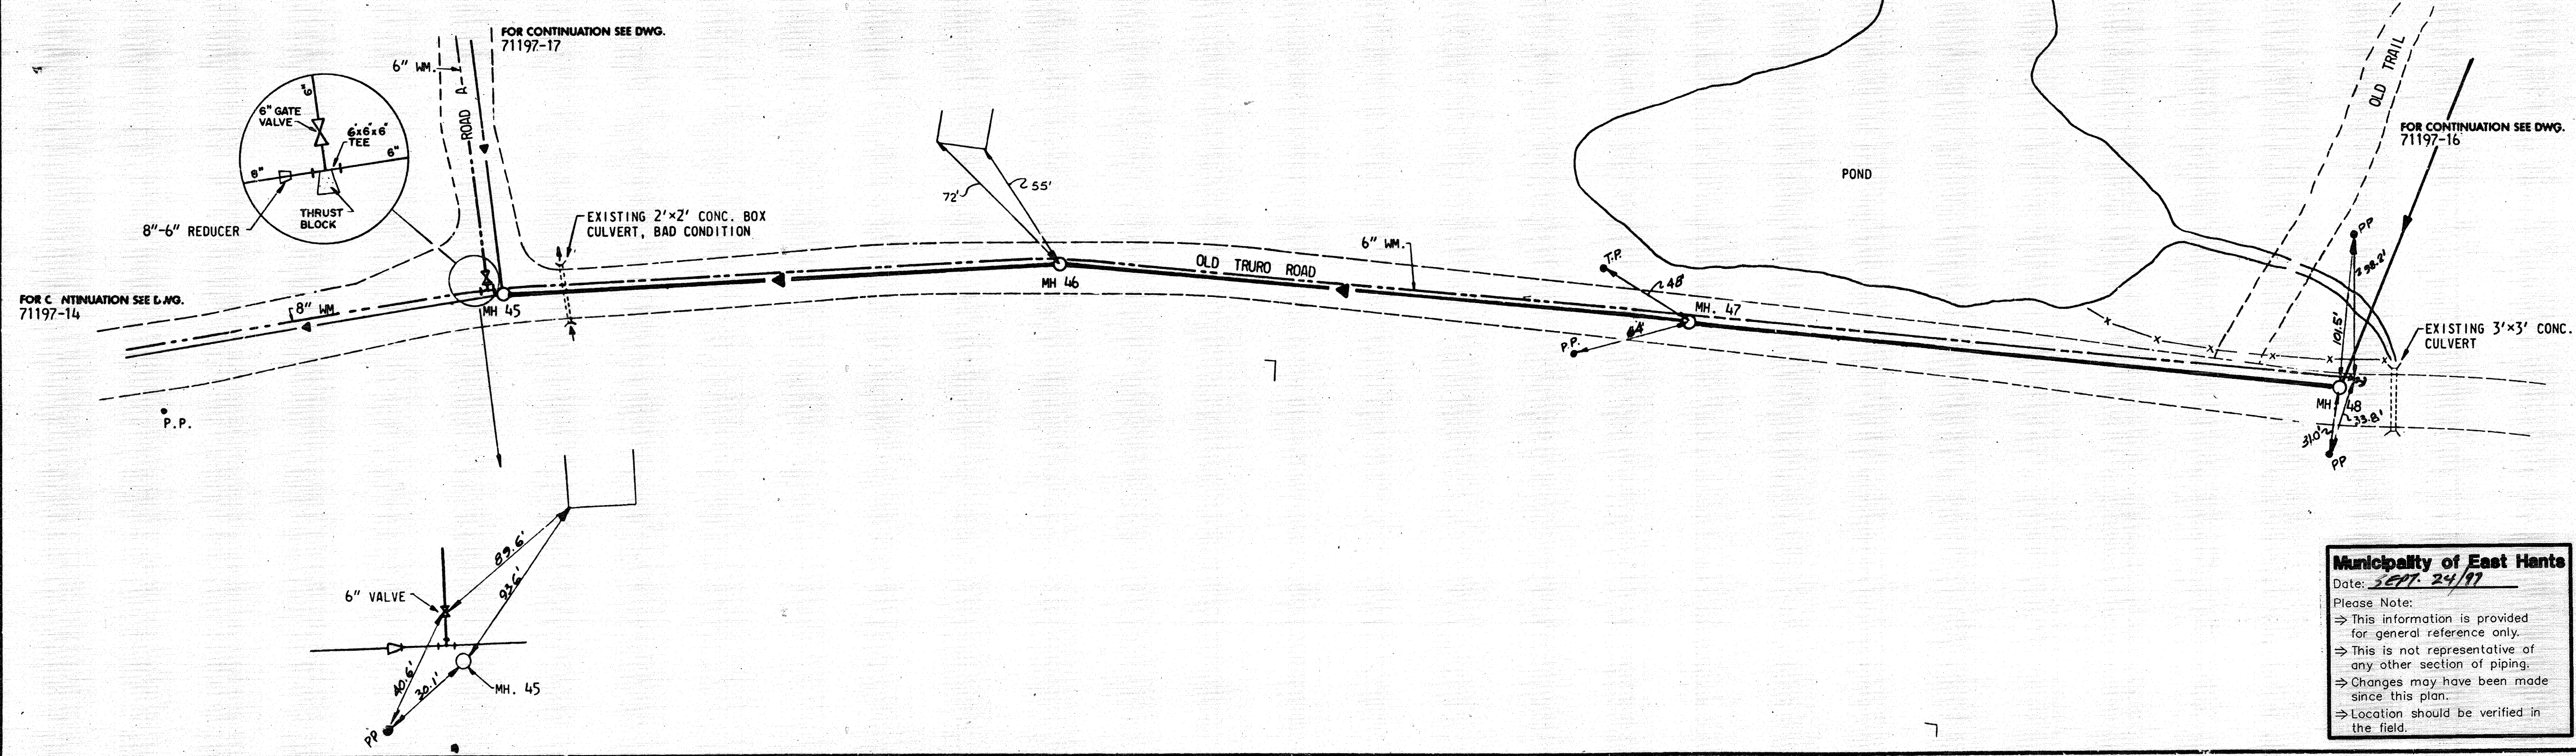 FOR CONTINUATION SEE DWG.
71197-17
6" WM.
ROAD A
6"
6" GATE
VALVE
6x6"x6"
TEE
6"
8"
THRUST
BLOCK
8"-6" REDUCER
EXISTING 2'×2' CONC. BOX
CULVERT, BAD CONDITION
72'
55'
MH 46
OLD TRURO ROAD
6" WM.
POND
OLD TRAIL
FOR CONTINUATION SEE DWG.
71197-16
T.P.
48'
64'
P.P.
MH. 47
PP
98.2'
101.5'
EXISTING 3'×3' CONC.
CULVERT
MH 48
33.8'
31.0'
PP
FOR C NTINUATION SEE DWG.
71197-14
8" WM
MH 45
P.P.
89.6'
93.6'
6" VALVE
40.6'
30.1'
MH. 45
PP
Municipality of East Hants
Date: SEPT. 24/97
Please Note:
⇒ This information is provided
for general reference only.
⇒ This is not representative of
any other section of piping.
⇒ Changes may have been made
since this plan.
⇒ Location should be verified in
the field.